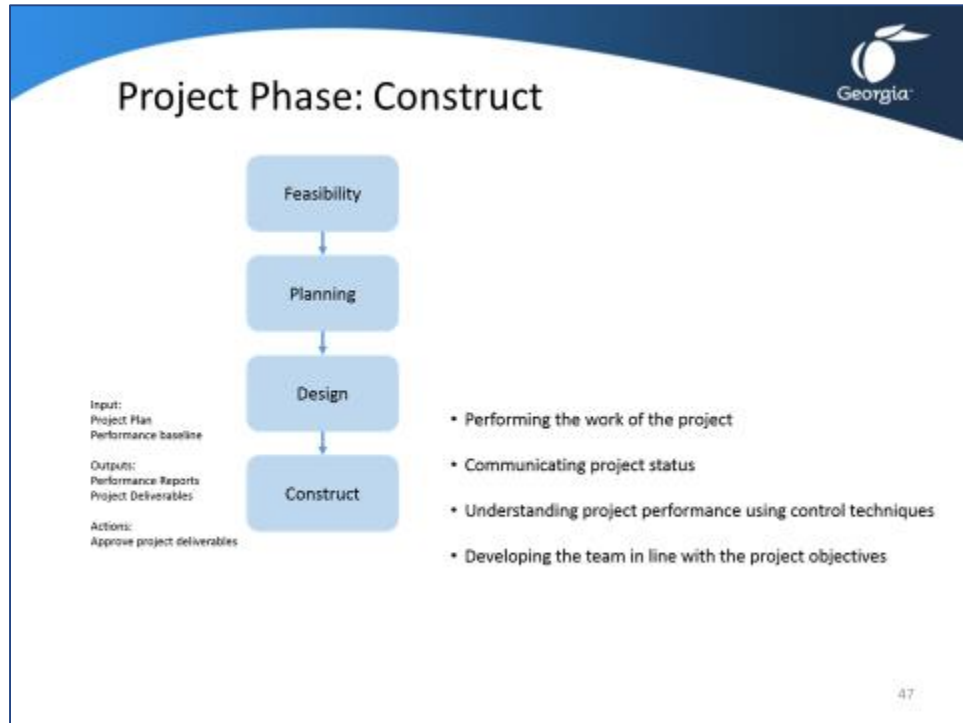 Georgia
Project Phase: Construct
Feasibility
Planning
Design
Construct
Input:
Project Plan
Performance baseline
Outputs:
Performance Reports
Project Deliverables
Actions:
Approve project deliverables
• Performing the work of the project
• Communicating project status
• Understanding project performance using control techniques
• Developing the team in line with the project objectives
47